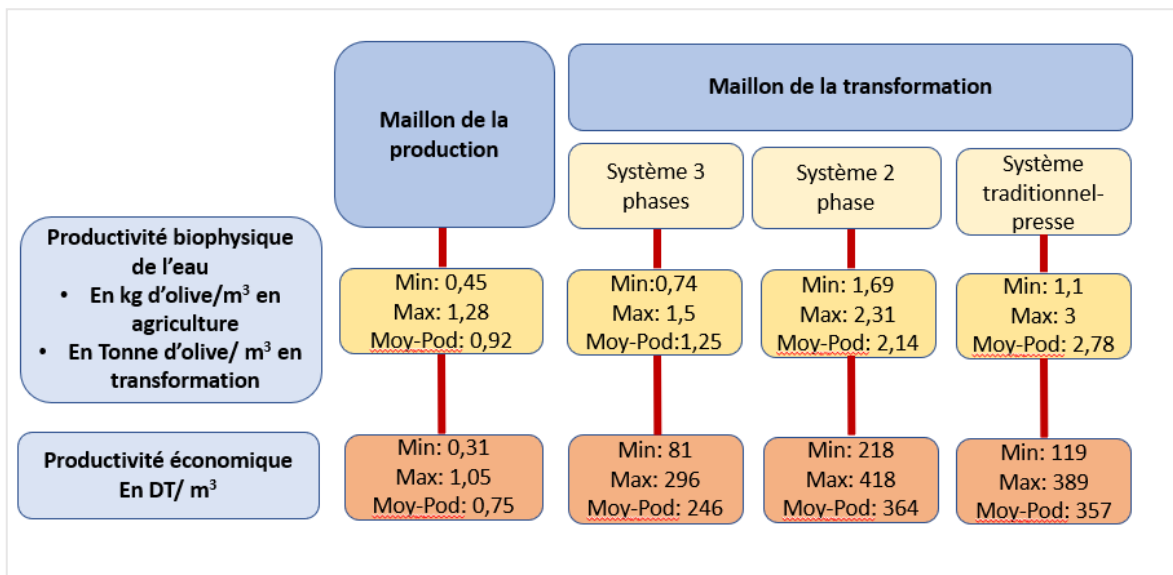 Maillon de la
production
Maillon de la transformation
Système 3
phases
Système 2
phase
Système
traditionnel-
presse
Productivité biophysique
de l'eau
• En kg d'olive/m³ en
agriculture
• En Tonne d'olive/ m³ en
transformation
Min: 0,45
Max: 1,28
Moy-Pod: 0,92
Min:0,74
Max: 1,5
Moy-Pod:1,25
Min: 1,69
Max: 2,31
Moy-Pod: 2,14
Min: 1,1
Max: 3
Moy-Pod: 2,78
Productivité économique
En DT/ m³
Min: 0,31
Max: 1,05
Moy-Pod: 0,75
Min: 81
Max: 296
Moy-Pod: 246
Min: 218
Max: 418
Moy-Pod: 364
Min: 119
Max: 389
Moy-Pod: 357